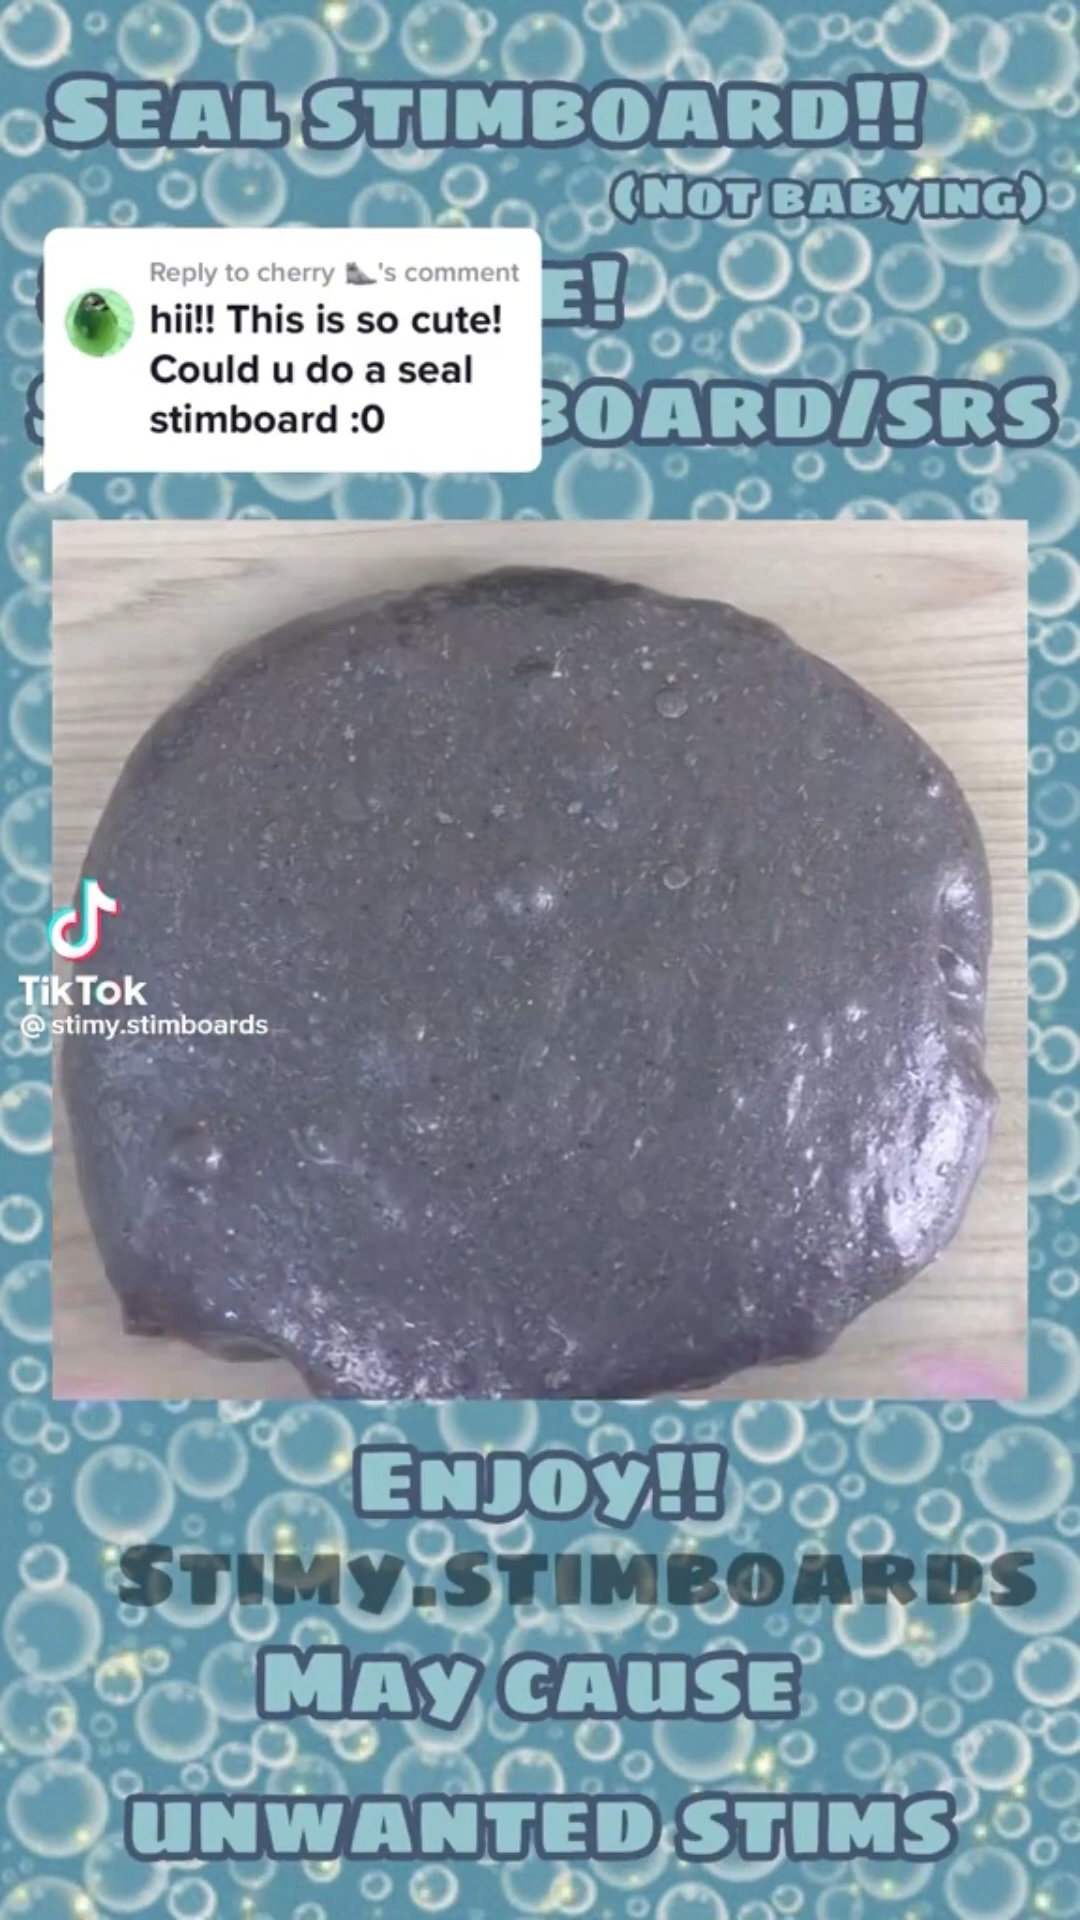 SEAL STIMBOARD!!
(NOT BABYING)
Reply to cherry 👟's comment
hii!! This is so cute!
Could u do a seal
stimboard :0
E!
BOARD/SRS
TikTok
@stimy.stimboards
ENJOY!!
STIMY.STIMBOARDS
MAY CAUSE
UNWANTED STIMS